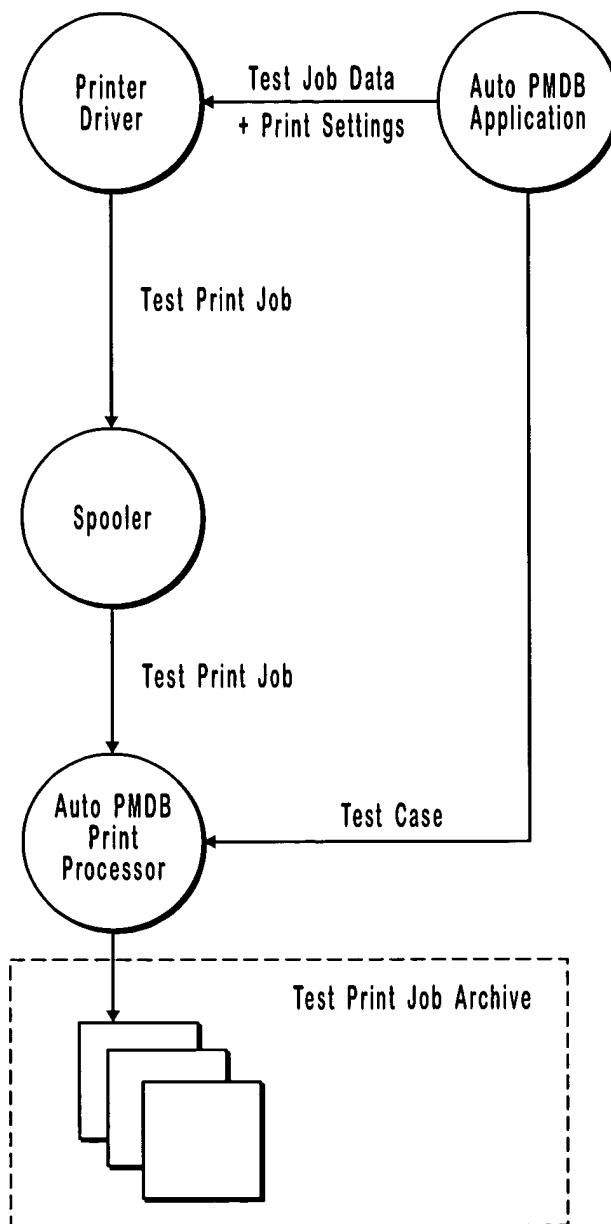 Printer
Driver
Test Job Data
+ Print Settings
Auto PMDB
Application
Test Print Job
Spooler
Test Print Job
Auto PMDB
Print
Processor
Test Case
Test Print Job Archive